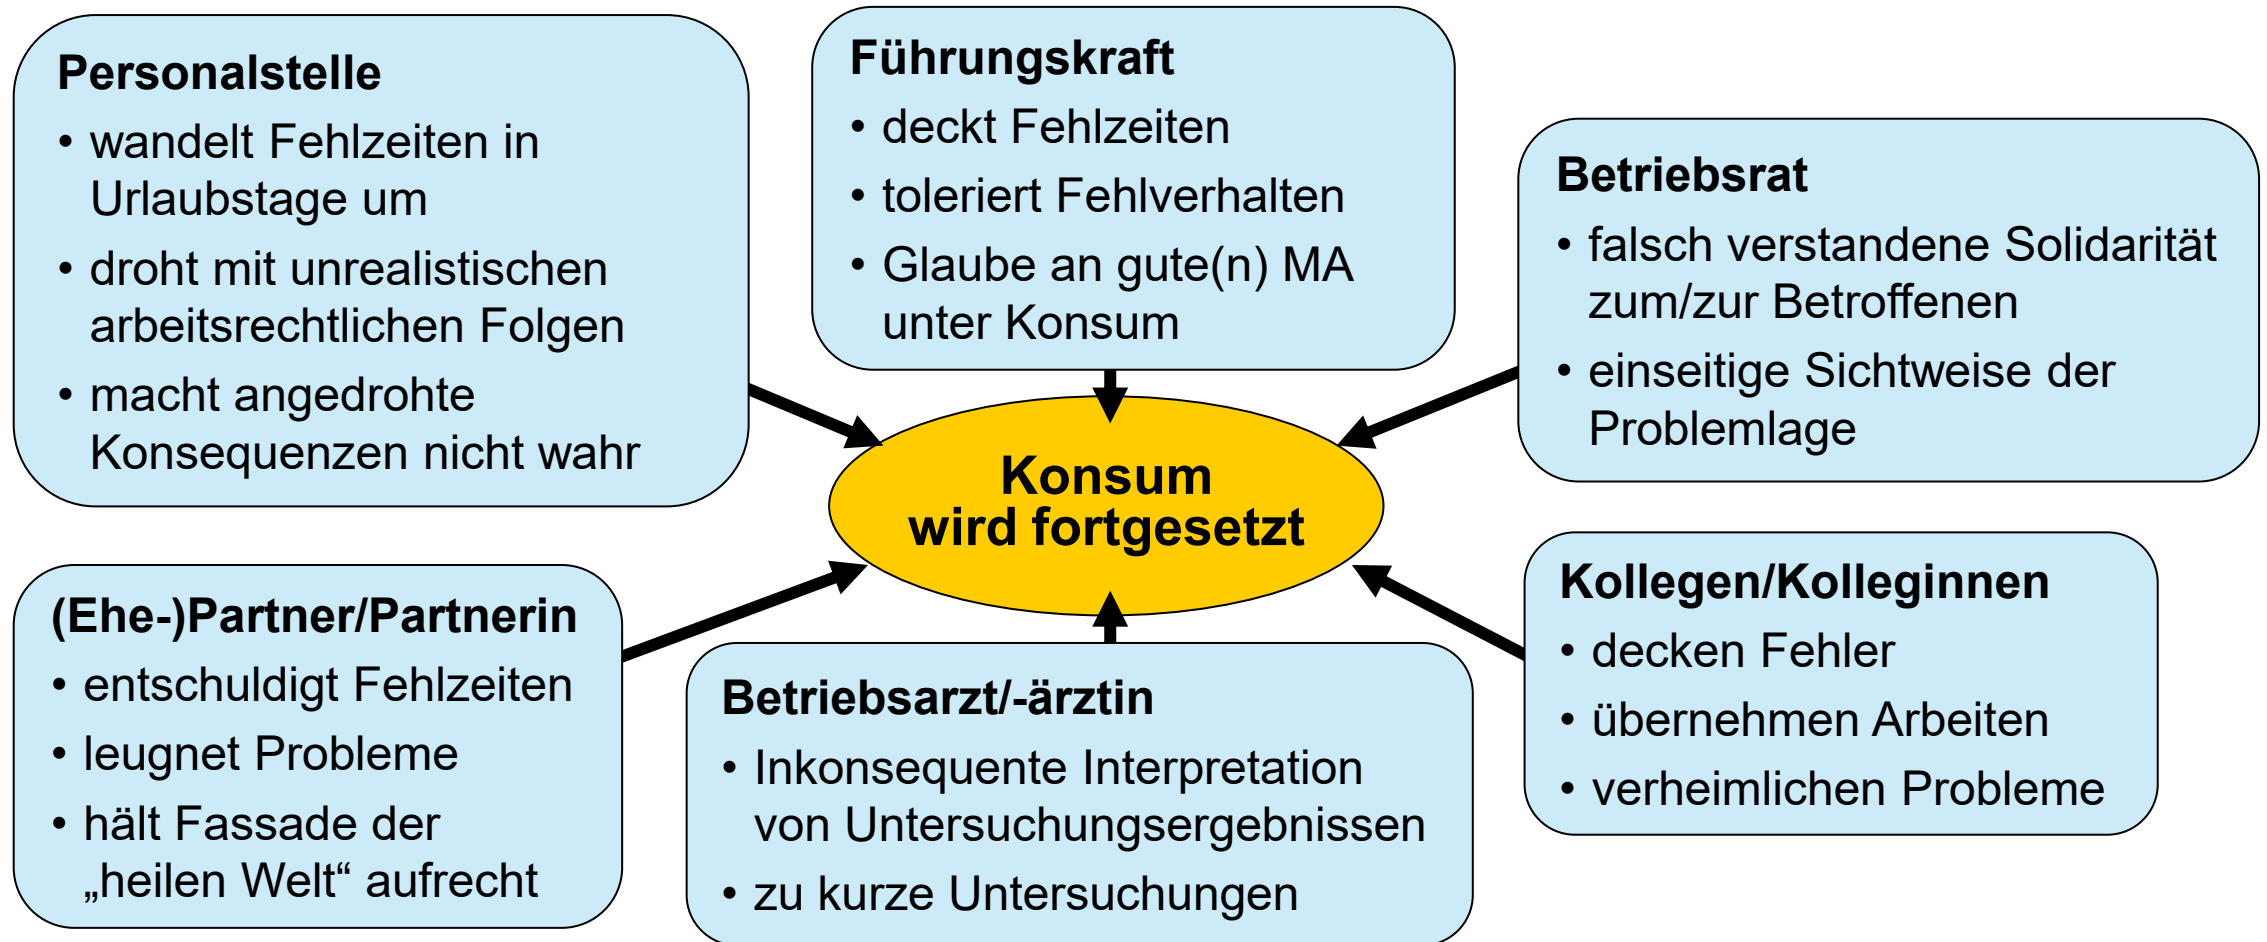 Personalstelle
• wandelt Fehlzeiten in
Urlaubstage um
• droht mit unrealistischen
arbeitsrechtlichen Folgen
• macht angedrohte
Konsequenzen nicht wahr
Führungskraft
• deckt Fehlzeiten
• toleriert Fehlverhalten
• Glaube an gute(n) MA
unter Konsum
Betriebsrat
• falsch verstandene Solidarität
zum/zur Betroffenen
• einseitige Sichtweise der
Problemlage
Konsum
wird fortgesetzt
(Ehe-)Partner/Partnerin
• entschuldigt Fehlzeiten
• leugnet Probleme
• hält Fassade der
„heilen Welt“ aufrecht
Betriebsarzt/-ärztin
• Inkonsequente Interpretation
von Untersuchungsergebnissen
• zu kurze Untersuchungen
Kollegen/Kolleginnen
• decken Fehler
• übernehmen Arbeiten
• verheimlichen Probleme